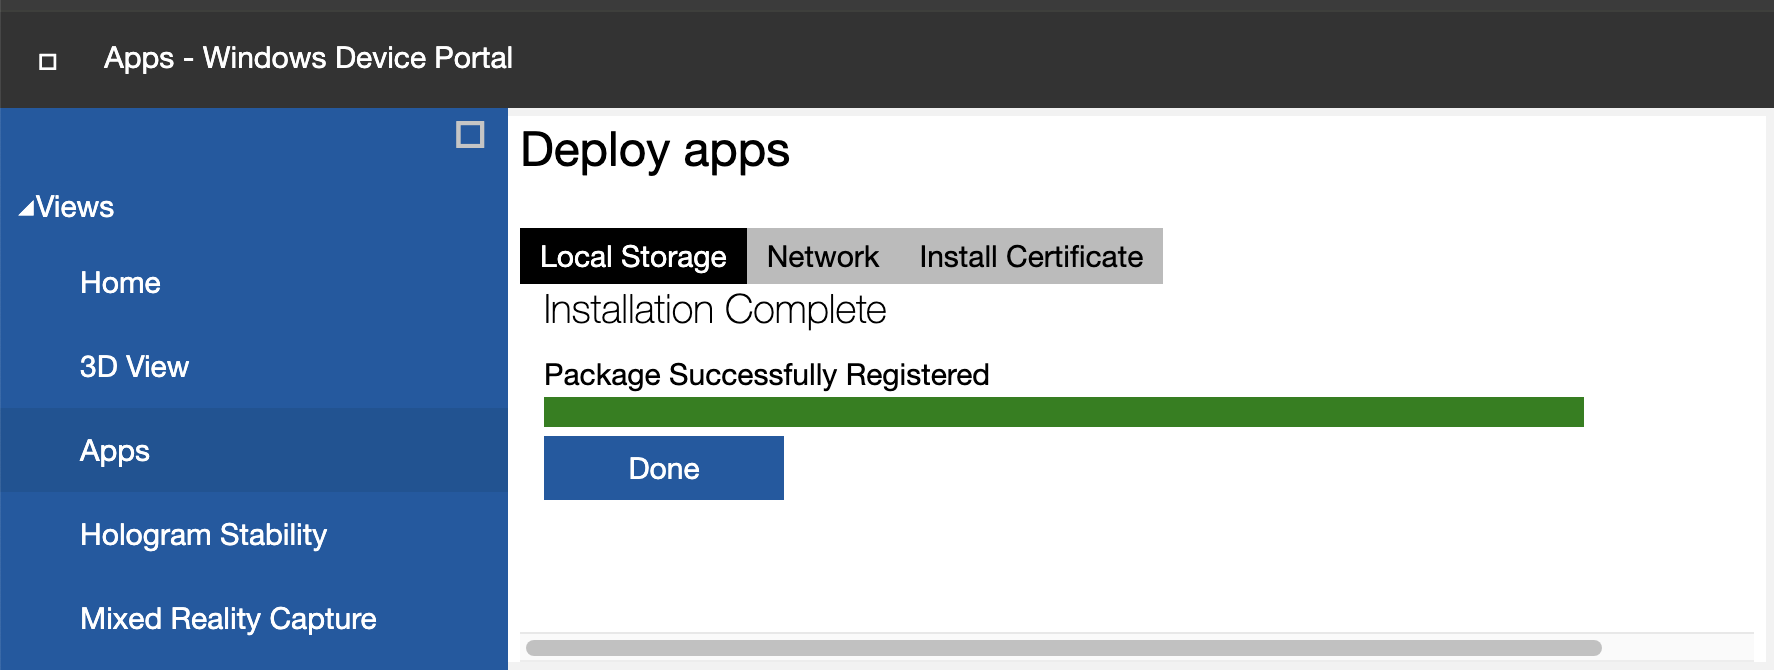 Apps - Windows Device Portal
Views
Home
3D View
Apps
Hologram Stability
Mixed Reality Capture
Deploy apps
Local Storage Network Install Certificate
Installation Complete
Package Successfully Registered
Done